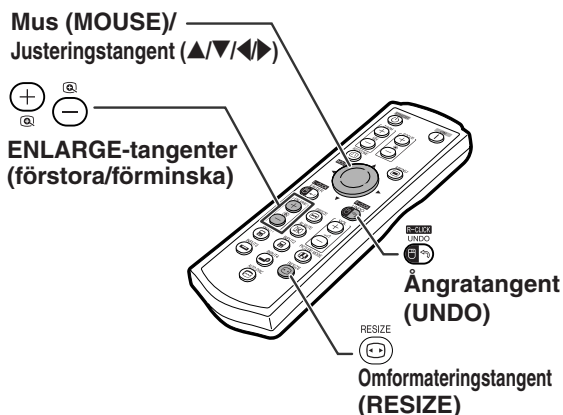 Mus (MOUSE)/
Justeringstangent (▲/▼/◀/▶)
ENLARGE-tangenter
(förstora/förminska)
R-CLICK
UNDO
Ångratangent
(UNDO)
RESIZE
Omformateringstangent
(RESIZE)